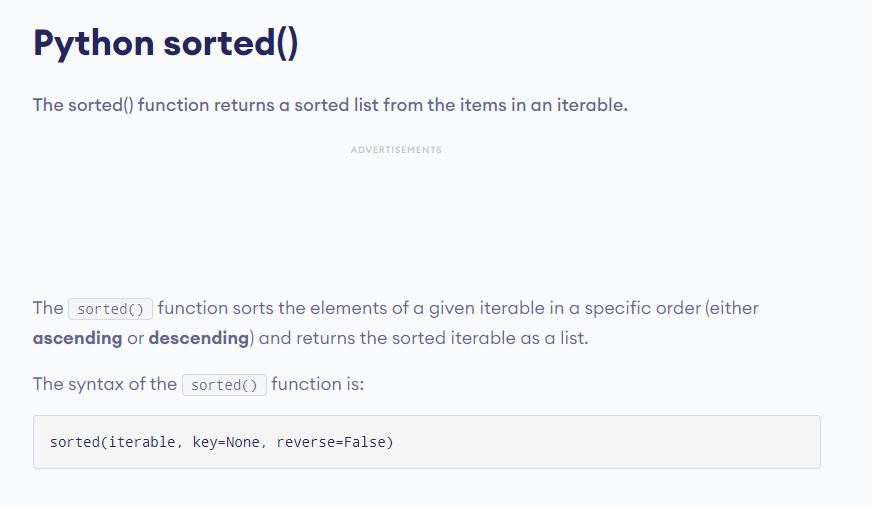 Python sorted()
The sorted() function returns a sorted list from the items in an iterable.
ADVERTISEMENTS
The sorted() function sorts the elements of a given iterable in a specific order (either
ascending or descending) and returns the sorted iterable as a list.
The syntax of the sorted() function is:
sorted(iterable, key=None, reverse=False)